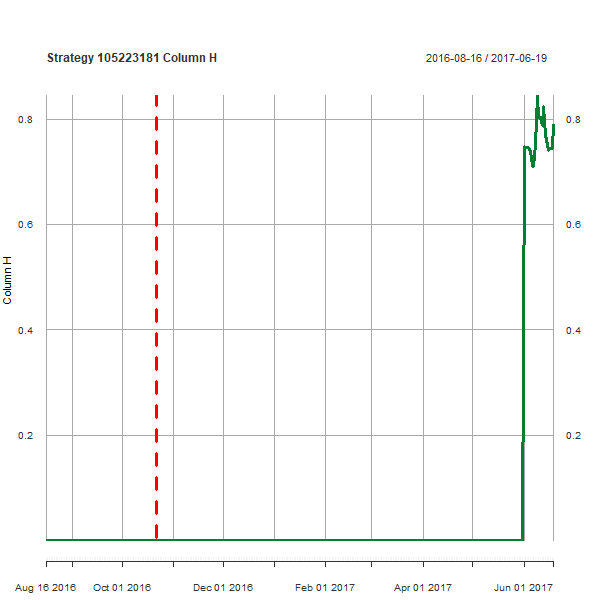 Strategy 105223181 Column H
2016-08-16 / 2017-06-19
0.8
0.8
0.6
0.6
Column H
0.4
0.4
0.2
0.2
Aug 16 2016
Oct 01 2016
Dec 01 2016
Feb 01 2017
Apr 01 2017
Jun 01 2017